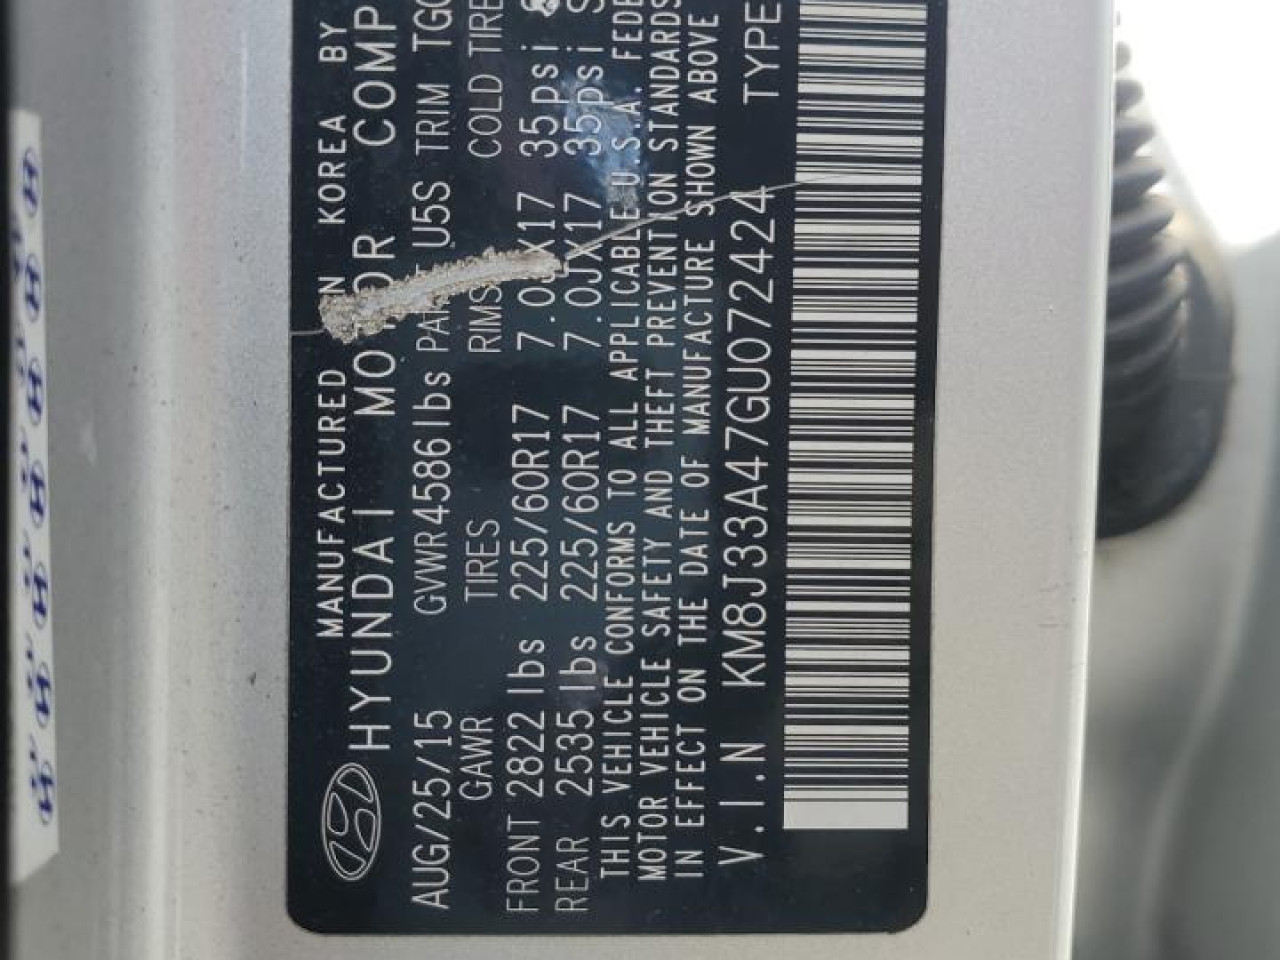 MANUFACTURED IN KOREA BY
HYUNDAI MOTOR COMP
AUG/25/15 GVWR 4586 lbs PAINT U5S TRIM TG
GAWR TIRES RIMS COLD TIRE
FRONT 2822 lbs 225/60R17 7.0JX17 35psi
REAR 2535 lbs 225/60R17 7.0JX17 35psi S
THIS VEHICLE CONFORMS TO ALL APPLICABLE U.S.A. FEDE
MOTOR VEHICLE SAFETY AND THEFT PREVENTION STANDARDS
IN EFFECT ON THE DATE OF MANUFACTURE SHOWN ABOVE
V.I.N KM8J33A47GU072424 TYPE